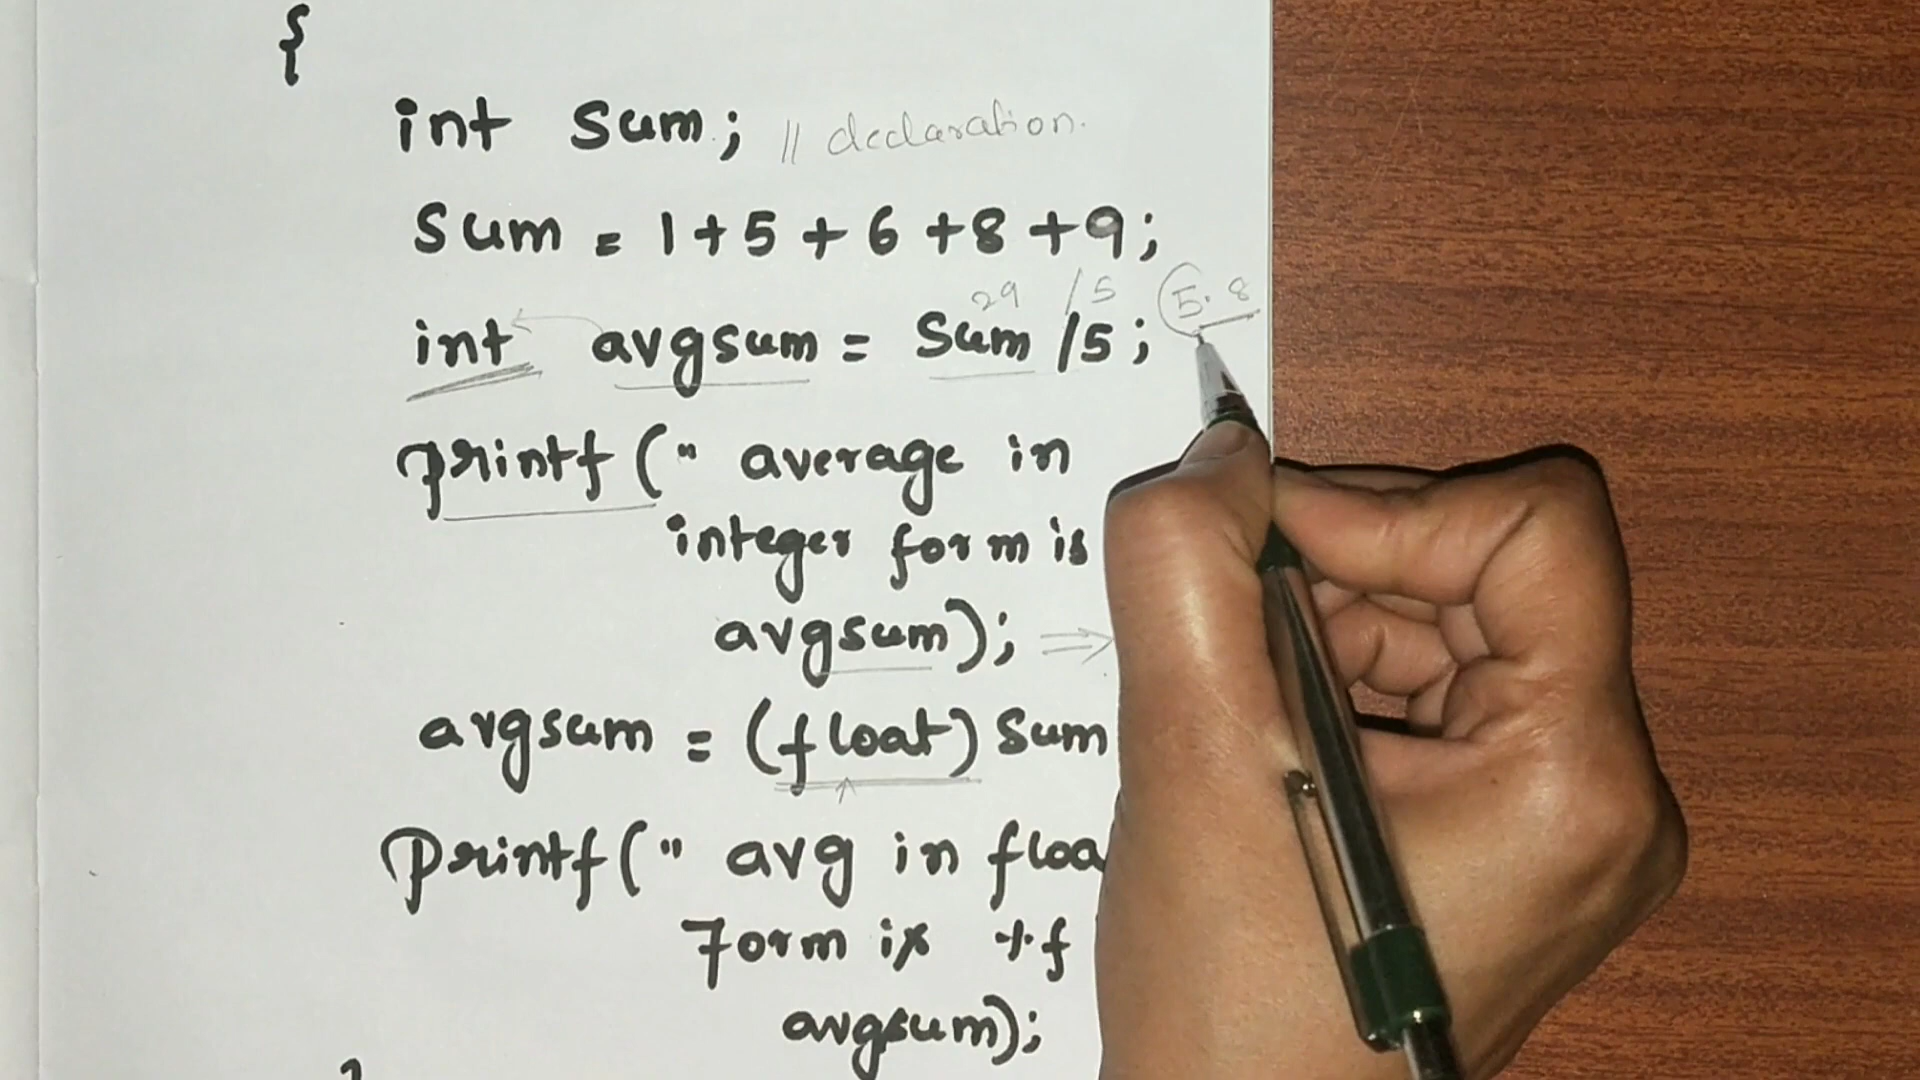 {
int sum; // declaration.
sum = 1+5+6+8+9;
29 /5 5.8
int avgsum = sum /5;
printf(" average in
integer form is
avgsum); ⇒
avgsum = (float) sum
printf(" avg in floa
Form is %f
avgsum);
}